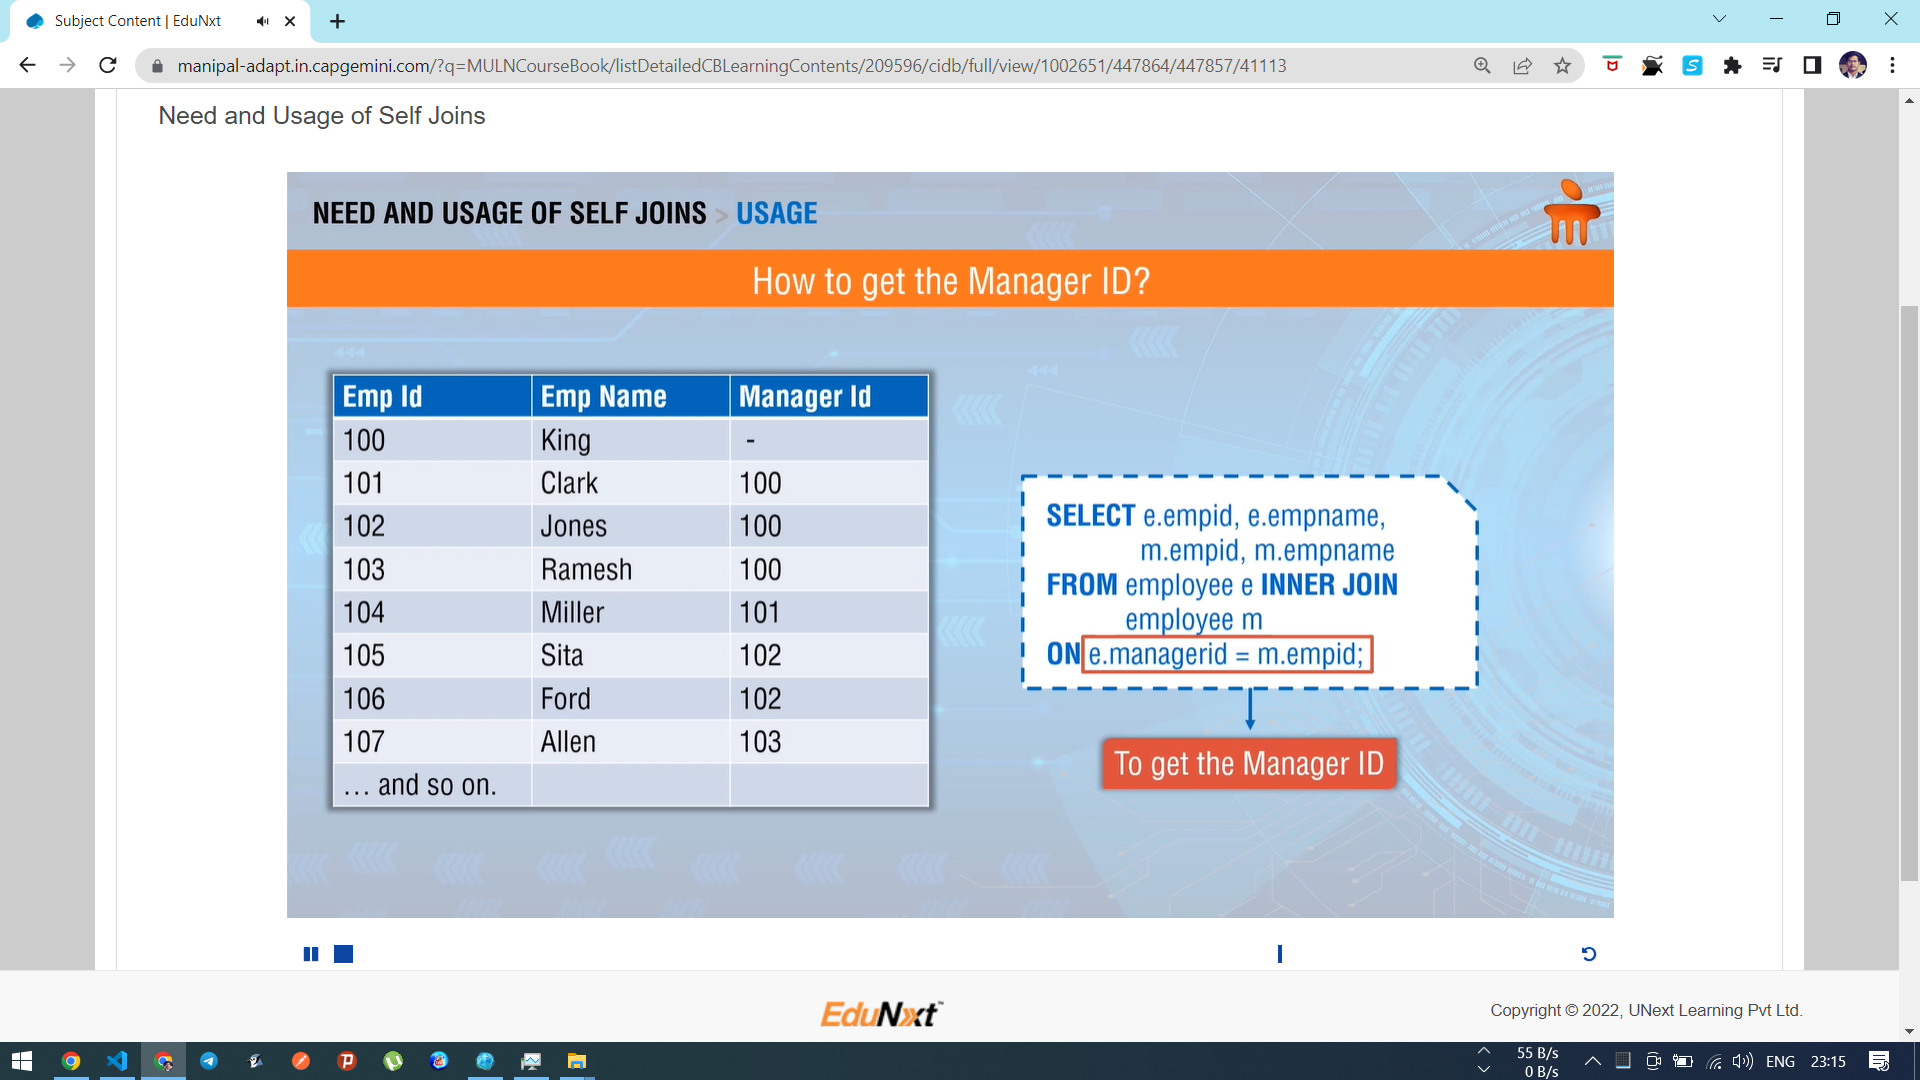 Subject Content | EduNxt
manipal-adapt.in.capgemini.com/?q=MULNCourseBook/listDetailedCBLearningContents/209596/cidb/full/view/1002651/447864/447857/41113
Need and Usage of Self Joins
NEED AND USAGE OF SELF JOINS > USAGE
How to get the Manager ID?
Emp Id Emp Name Manager Id
100 King -
101 Clark 100
102 Jones 100
103 Ramesh 100
104 Miller 101
105 Sita 102
106 Ford 102
107 Allen 103
... and so on.
SELECT e.empid, e.empname,
m.empid, m.empname
FROM employee e INNER JOIN
employee m
ON e.managerid = m.empid;
To get the Manager ID
EduNxt™
Copyright © 2022, UNext Learning Pvt Ltd.
55 B/s
0 B/s
ENG 23:15